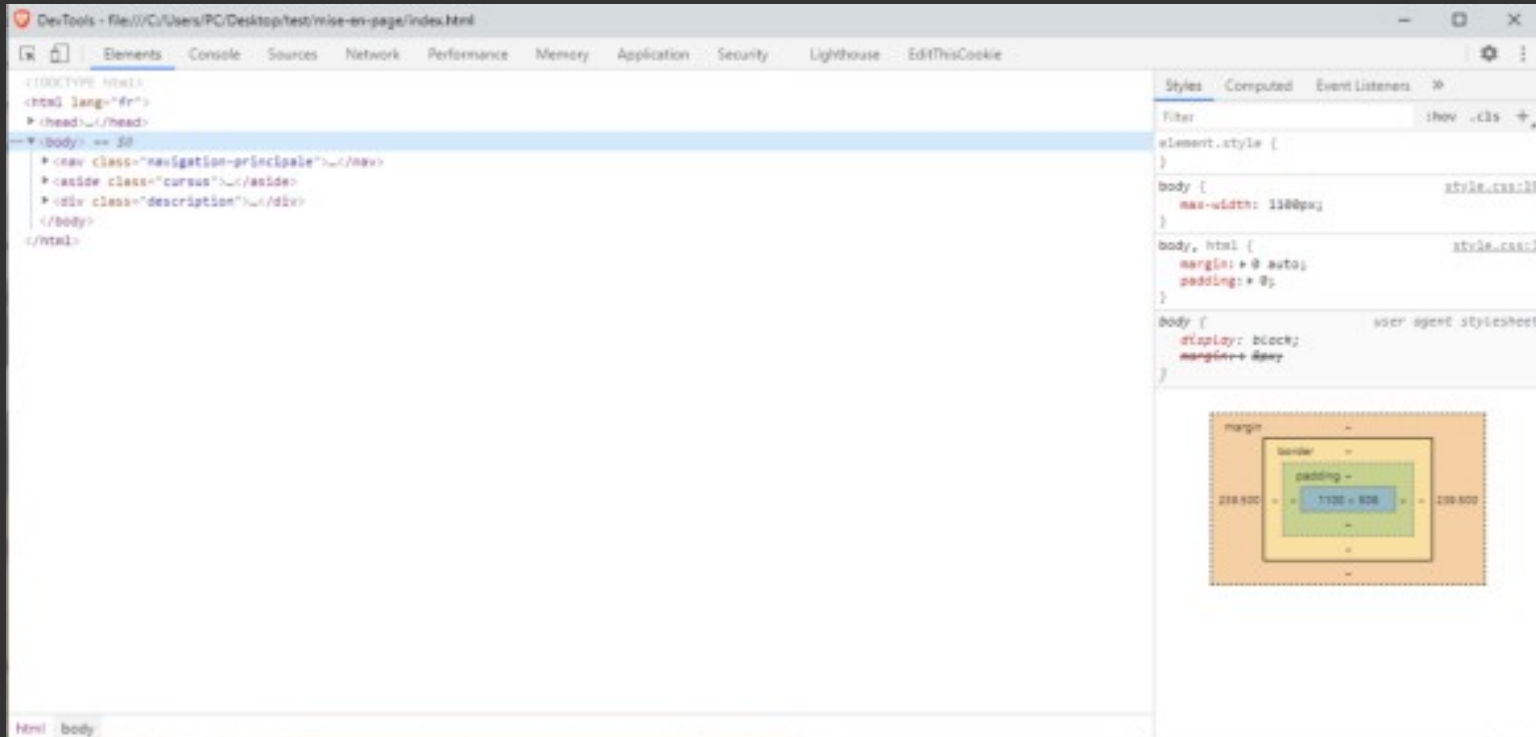 DevTools - file:///C:/Users/PC/Desktop/test/mise-en-page/index.html
Elements Console Sources Network Performance Memory Application Security Lighthouse EditThisCookie
<!DOCTYPE html>
<html lang="fr">
<head>…</head>
<body> == $0
<nav class="navigation-principale">…</nav>
<aside class="cursus">…</aside>
<div class="description">…</div>
</body>
</html>
html body
Styles Computed Event Listeners »
Filter :hov .cls +
element.style {
}
body { style.css:
max-width: 1100px;
}
body, html { style.css:
margin: 0 auto;
padding: 0;
}
body { user agent stylesheet
display: block;
margin: 8px;
}
margin -
border -
padding -
1100 ×
-
-
-